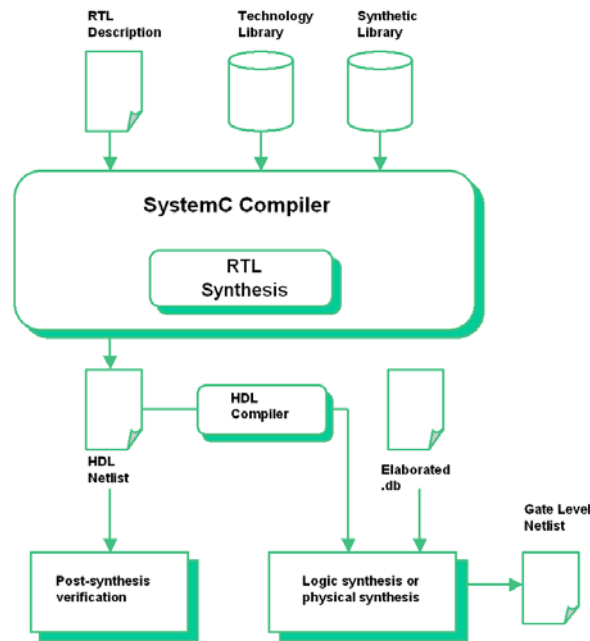 RTL
Description
Technology
Library
Synthetic
Library
SystemC Compiler
RTL
Synthesis
HDL
Compiler
HDL
Netlist
Elaborated
.db
Gate Level
Netlist
Post-synthesis
verification
Logic synthesis or
physical synthesis